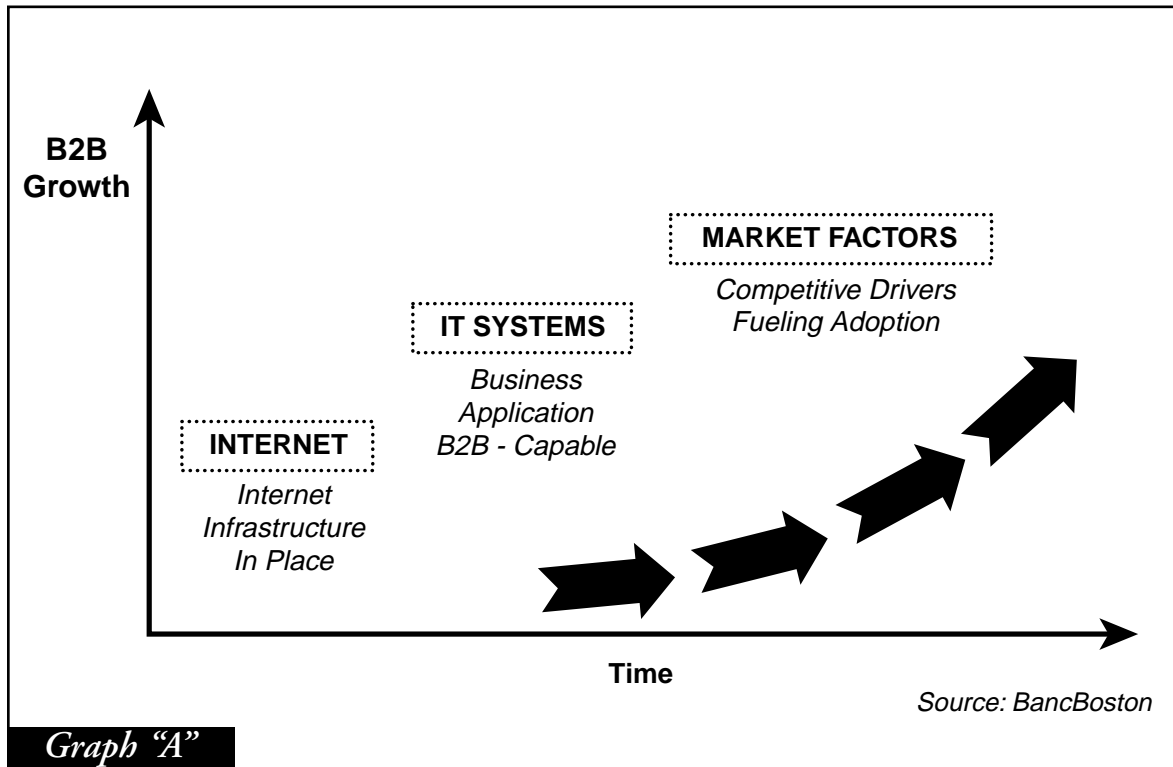 B2B
Growth
MARKET FACTORS
Competitive Drivers
Fueling Adoption
IT SYSTEMS
Business
Application
B2B - Capable
INTERNET
Internet
Infrastructure
In Place
Time
Source: BancBoston
Graph “A”